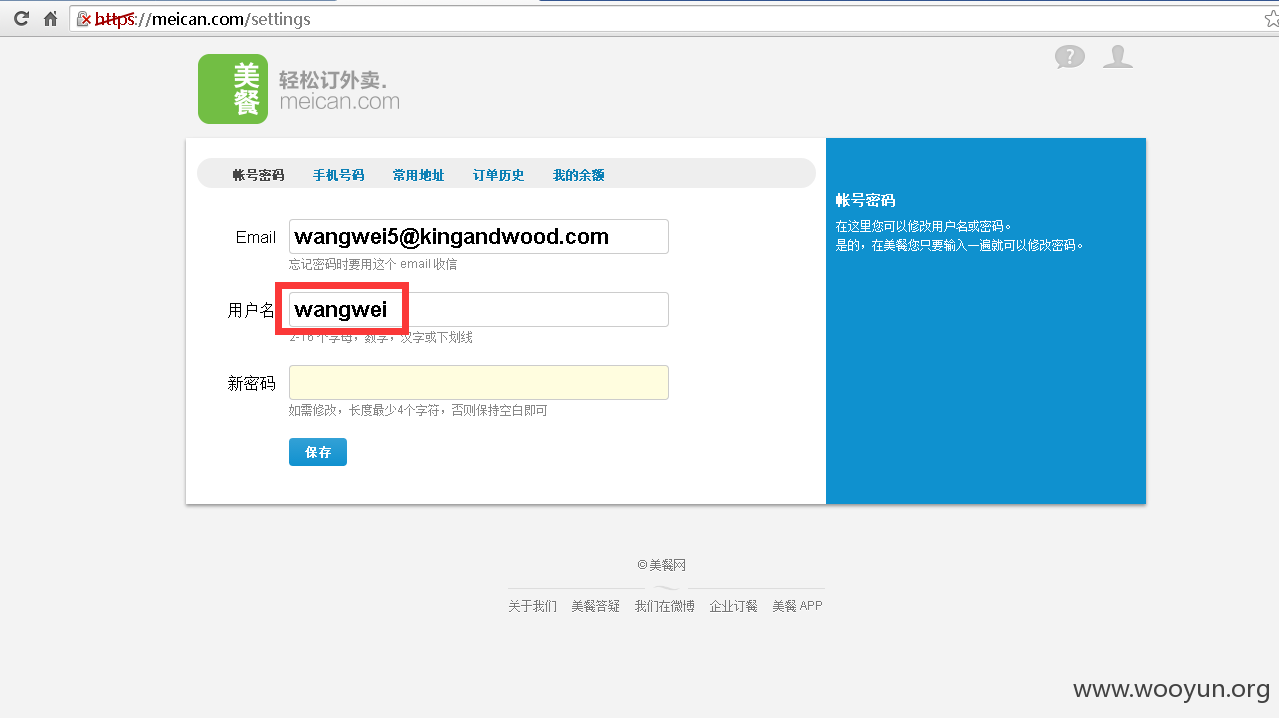 https://meican.com/settings
美餐
轻松订外卖.
meican.com
帐号密码 手机号码 常用地址 订单历史 我的余额
Email wangwei5@kingandwood.com
忘记密码时要用这个 email 收信
用户名 wangwei
2-16 个字母，数字，汉字或下划线
新密码
如需修改，长度最少4个字符，否则保持空白即可
保存
帐号密码
在这里您可以修改用户名或密码。
是的，在美餐您只要输入一遍就可以修改密码。
©美餐网
关于我们 美餐答疑 我们在微博 企业订餐 美餐 APP
www.wooyun.org